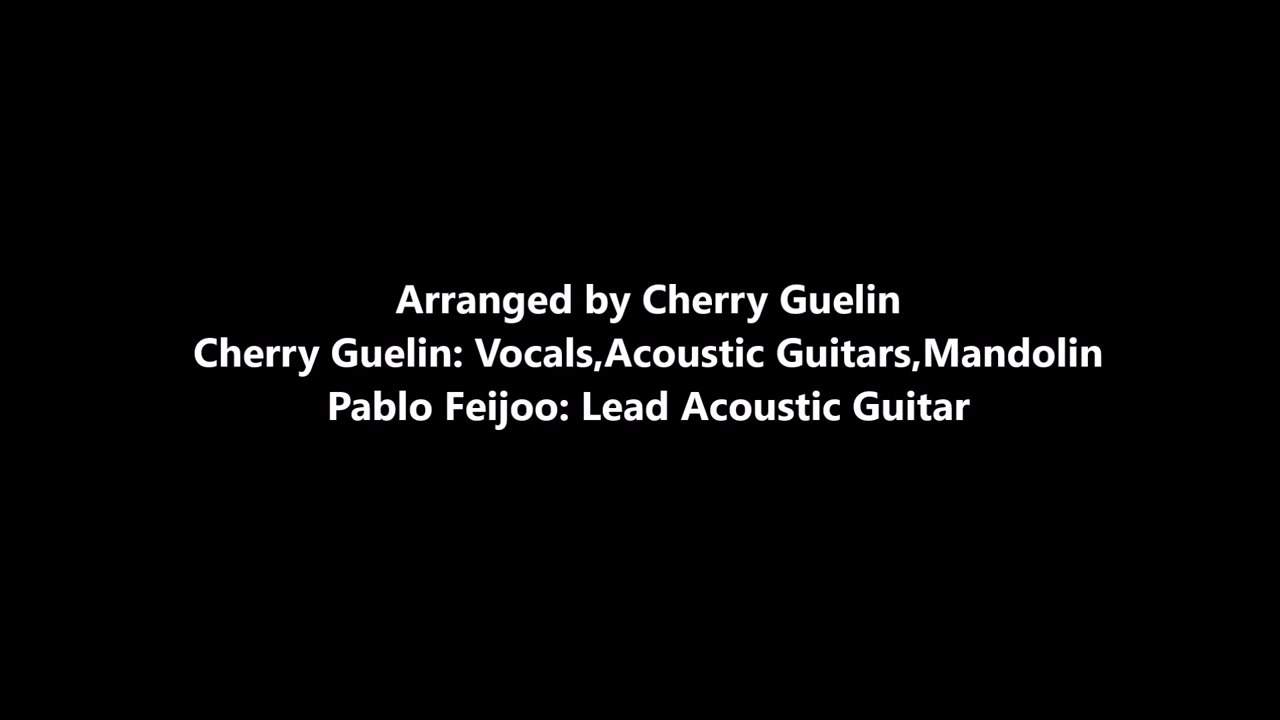 Arranged by Cherry Guelin
Cherry Guelin: Vocals,Acoustic Guitars,Mandolin
Pablo Feijoo: Lead Acoustic Guitar